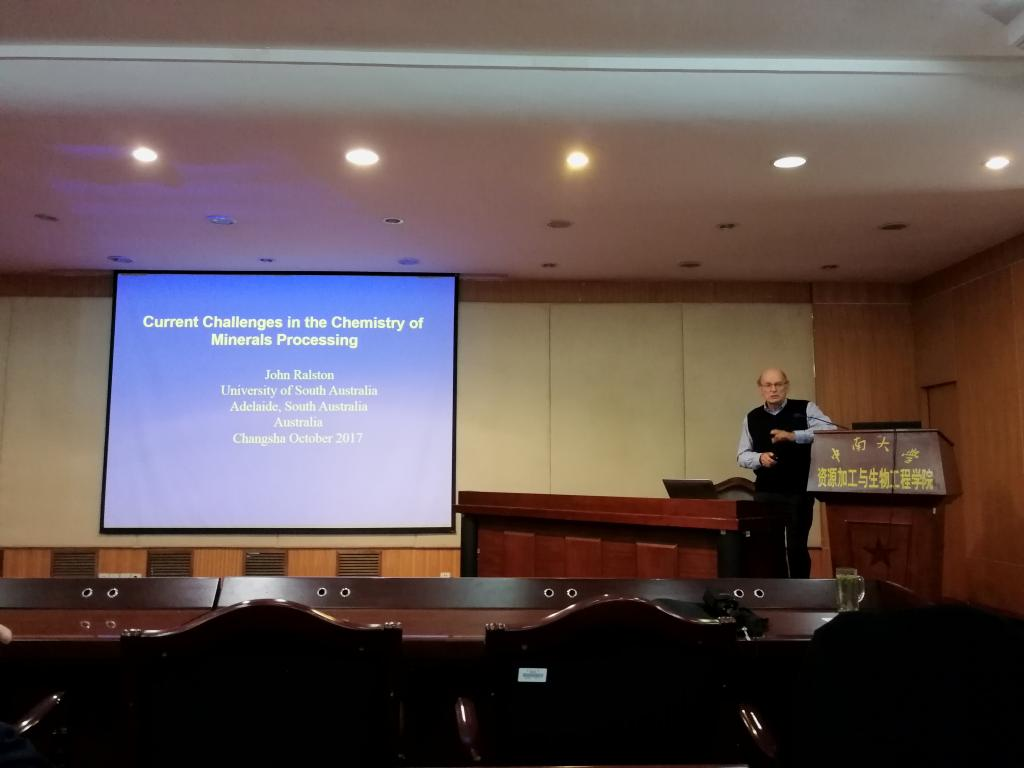 Current Challenges in the Chemistry of
Minerals Processing
John Ralston
University of South Australia
Adelaide, South Australia
Australia
Changsha October 2017
中南大学
资源加工与生物工程学院